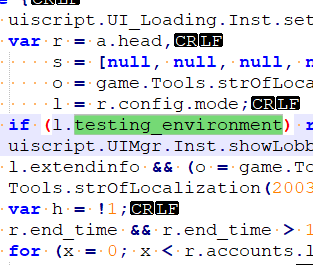 uiscript.UI_Loading.Inst.set
var r = a.head,CRLF
s = [null, null, null, n
o = game.Tools.strOfLoca
l = r.config.mode;CRLF
if (l.testing_environment) r
uiscript.UIMgr.Inst.showLobb
l.extendinfo && (o = game.To
Tools.strOfLocalization(2003
var h = !1;CRLF
r.end_time && r.end_time > 1
for (x = 0; x < r.accounts.l